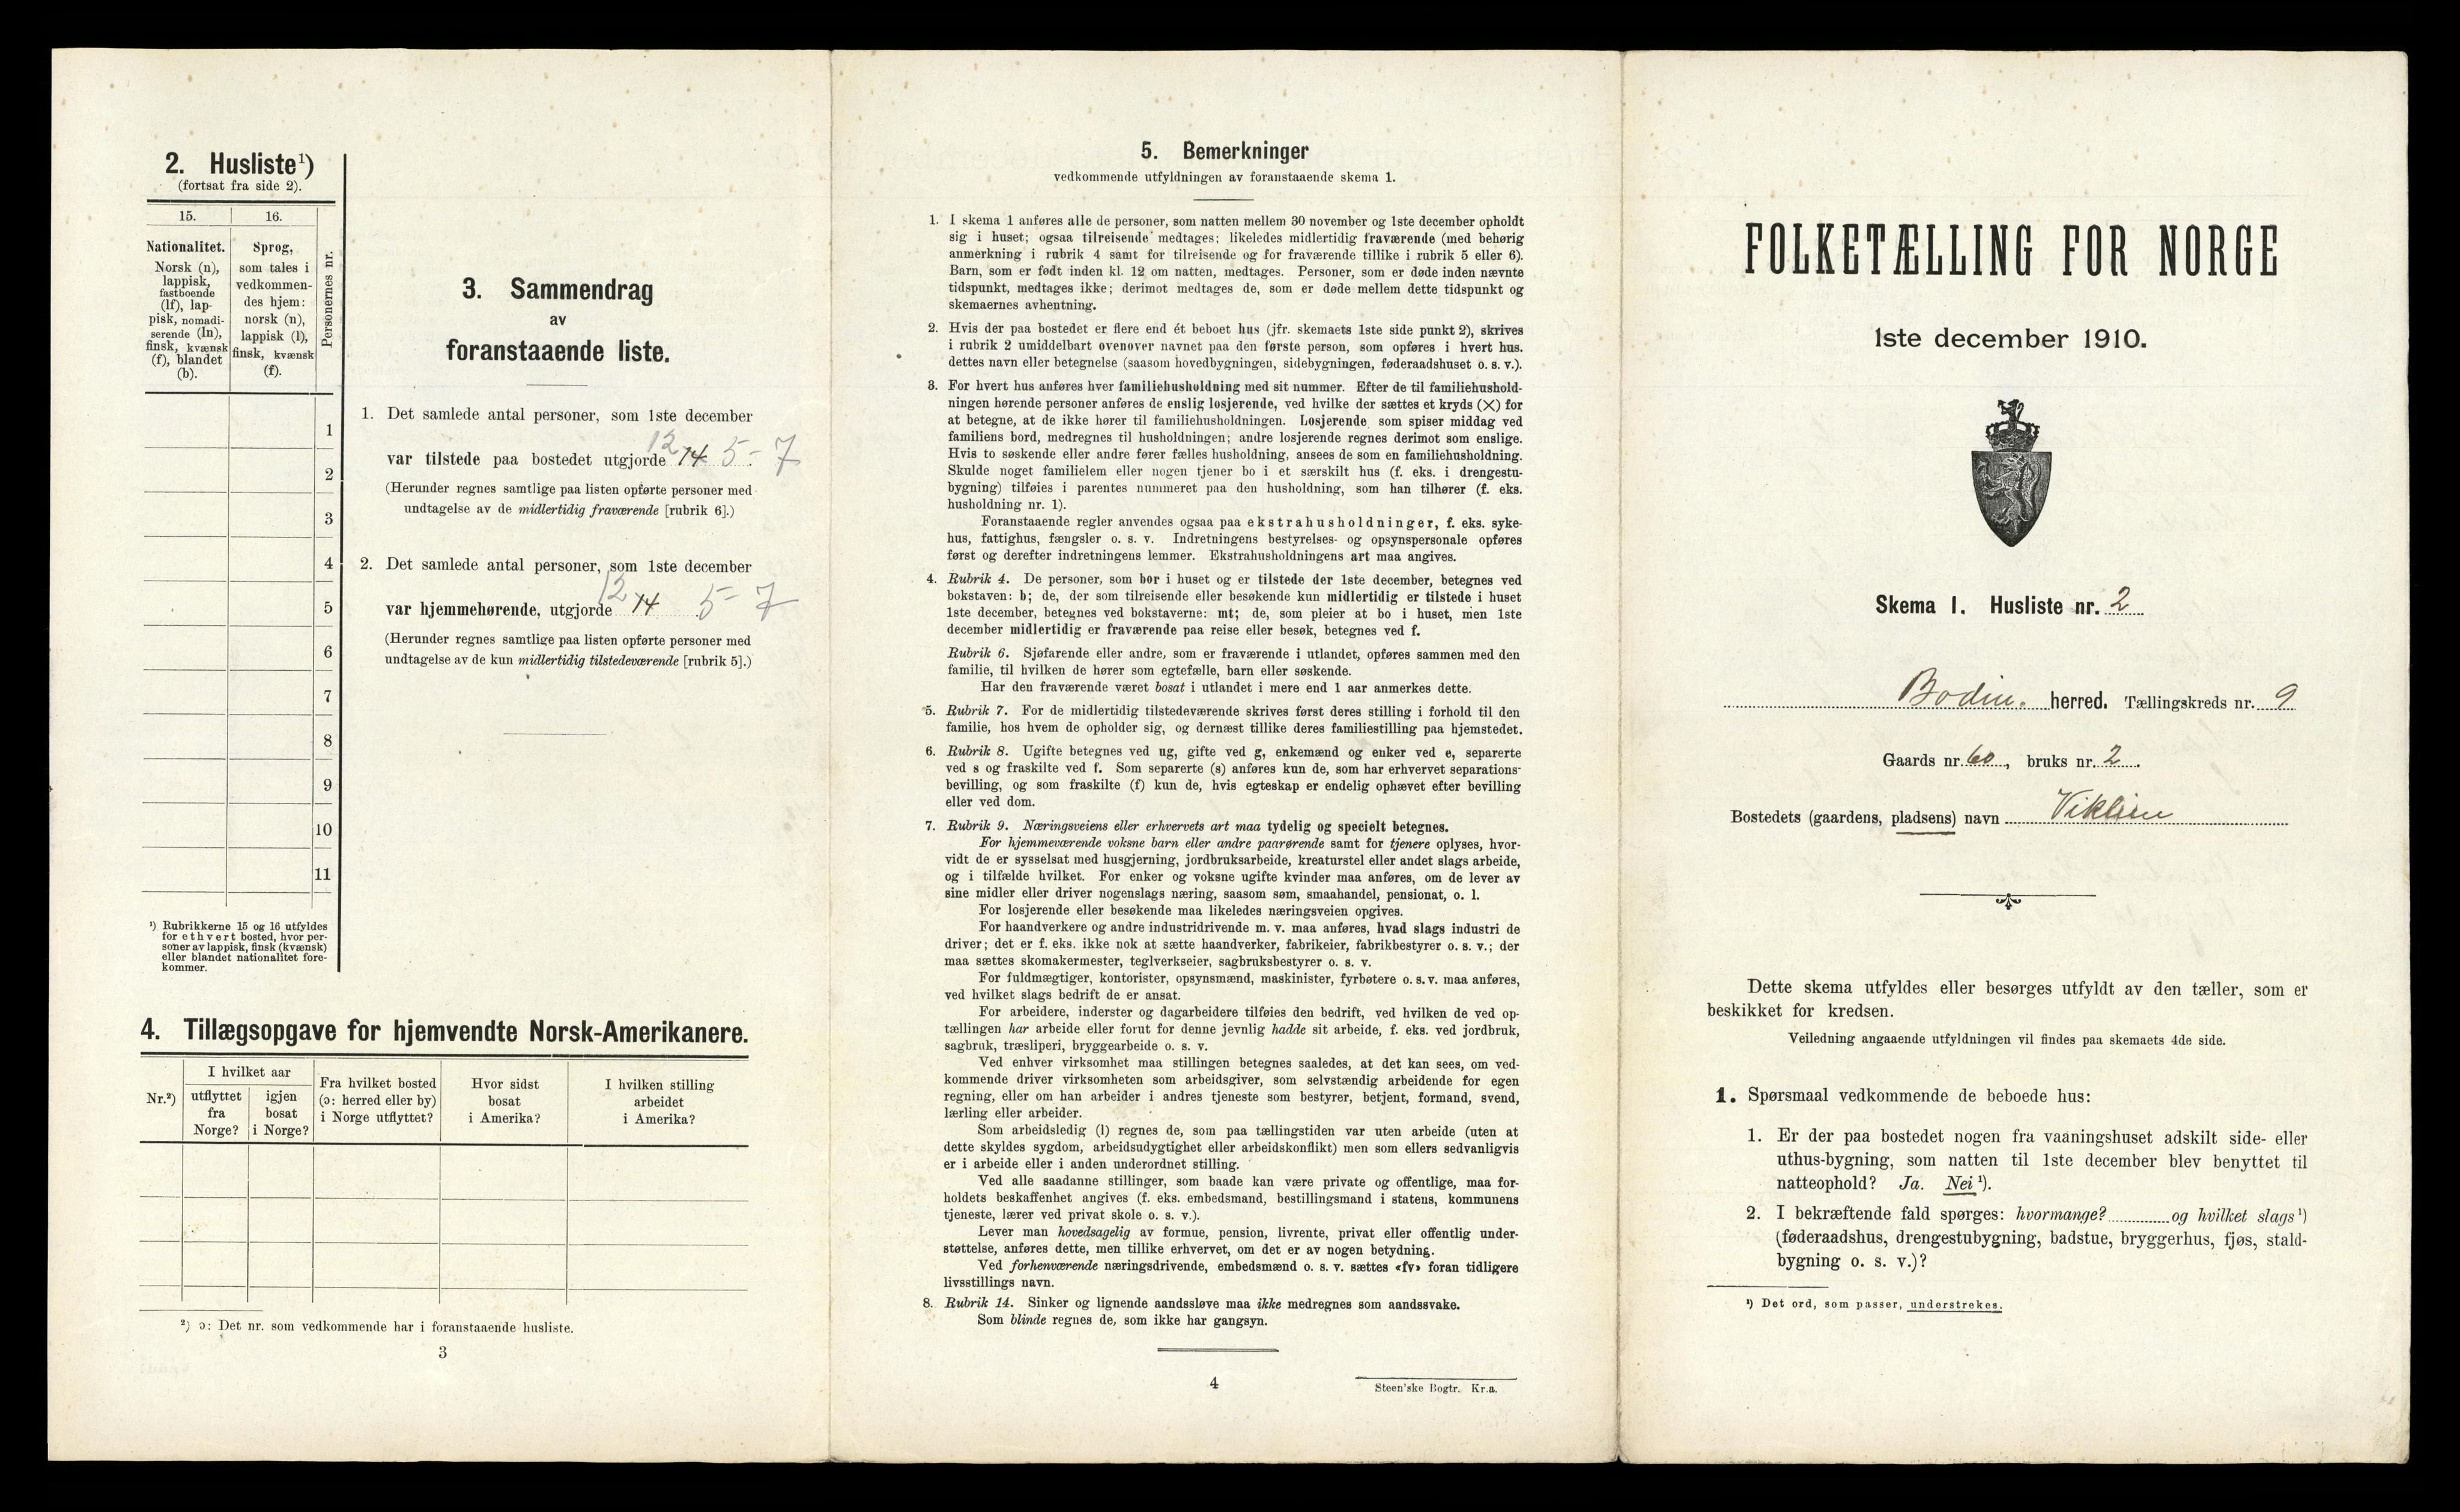 2. Husliste¹)
(fortsat fra side 2).
15.
16.
Personernes nr.
Nationalitet.
Norsk (n),
lappisk,
fastboende
(lf), lap-
pisk, nomadi-
serende (ln),
finsk, kvænsk
(f), blandet
(b).
Sprog,
som tales i
vedkommen-
des hjem:
norsk (n),
lappisk (l),
finsk, kvænsk
(f).
1
2
3
4
5
6
7
8
9
10
11
¹) Rubrikkerne 15 og 16 utfyldes
for ethvert bosted, hvor per-
soner av lappisk, finsk (kvænsk)
eller blandet nationalitet fore-
kommer.
3. Sammendrag
av
foranstaaende liste.
1. Det samlede antal personer, som 1ste december
var tilstede paa bostedet utgjorde 12 14 5-7
(Herunder regnes samtlige paa listen opførte personer med
undtagelse av de midlertidig fraværende [rubrik 6].)
2. Det samlede antal personer, som 1ste december
var hjemmehørende, utgjorde 12 14 5-7
(Herunder regnes samtlige paa listen opførte personer med
undtagelse av de kun midlertidig tilstedeværende [rubrik 5].)
4. Tillægsopgave for hjemvendte Norsk-Amerikanere.
Nr.²)
I hvilket aar
utflyttet
fra
Norge?
igjen
bosat
i Norge?
Fra hvilket bosted
(ɔ: herred eller by)
i Norge utflyttet?
Hvor sidst
bosat
i Amerika?
I hvilken stilling
arbeidet
i Amerika?
²) ɔ: Det nr. som vedkommende har i foranstaaende husliste.
3
5. Bemerkninger
vedkommende utfyldningen av foranstaaende skema 1.
1. I skema 1 anføres alle de personer, som natten mellem 30 november og 1ste december opholdt
sig i huset; ogsaa tilreisende medtages; likeledes midlertidig fraværende (med behørig
anmerkning i rubrik 4 samt for tilreisende og for fraværende tillike i rubrik 5 eller 6).
Barn, som er født inden kl. 12 om natten, medtages. Personer, som er døde inden nævnte
tidspunkt, medtages ikke; derimot medtages de, som er døde mellem dette tidspunkt og
skemaernes avhentning.
2. Hvis der paa bostedet er flere end ét beboet hus (jfr. skemaets 1ste side punkt 2), skrives
i rubrik 2 umiddelbart ovenover navnet paa den første person, som opføres i hvert hus.
dettes navn eller betegnelse (saasom hovedbygningen, sidebygningen, føderaadshuset o. s. v.).
3. For hvert hus anføres hver familiehusholdning med sit nummer. Efter de til familiehushold-
ningen hørende personer anføres de enslig losjerende, ved hvilke der sættes et kryds (X) for
at betegne, at de ikke hører til familiehusholdningen. Losjerende som spiser middag ved
familiens bord, medregnes til husholdningen; andre losjerende regnes derimot som enslige.
Hvis to søskende eller andre fører fælles husholdning, ansees de som en familiehusholdning.
Skulde noget familielem eller nogen tjener bo i et særskilt hus (f. eks. i drengestu-
bygning) tilføies i parentes nummeret paa den husholdning, som han tilhører (f. eks.
husholdning nr. 1).
Foranstaaende regler anvendes ogsaa paa ekstrahusholdninger, f. eks. syke-
hus, fattighus, fængsler o. s. v. Indretningens bestyrelses- og opsynspersonale opføres
først og derefter indretningens lemmer. Ekstrahusholdningens art maa angives.
4. Rubrik 4. De personer, som bor i huset og er tilstede der 1ste december, betegnes ved
bokstaven: b; de, der som tilreisende eller besøkende kun midlertidig er tilstede i huset
1ste december, betegnes ved bokstaverne: mt; de, som pleier at bo i huset, men 1ste
december midlertidig er fraværende paa reise eller besøk, betegnes ved f.
Rubrik 6. Sjøfarende eller andre, som er fraværende i utlandet, opføres sammen med den
familie, til hvilken de hører som egtefælle, barn eller søskende.
Har den fraværende været bosat i utlandet i mere end 1 aar anmerkes dette.
5. Rubrik 7. For de midlertidig tilstedeværende skrives først deres stilling i forhold til den
familie, hos hvem de opholder sig, og dernæst tillike deres familiestilling paa hjemstedet.
6. Rubrik 8. Ugifte betegnes ved ug, gifte ved g, enkemænd og enker ved e, separerte
ved s og fraskilte ved f. Som separerte (s) anføres kun de, som har erhvervet separations-
bevilling, og som fraskilte (f) kun de, hvis egteskap er endelig ophævet efter bevilling
eller ved dom.
7. Rubrik 9. Næringsveiens eller erhvervets art maa tydelig og specielt betegnes.
For hjemmeværende voksne barn eller andre paarørende samt for tjenere oplyses, hvor-
vidt de er sysselsat med husgjerning, jordbruksarbeide, kreaturstel eller andet slags arbeide,
og i tilfælde hvilket. For enker og voksne ugifte kvinder maa anføres, om de lever av
sine midler eller driver nogenslags næring, saasom søm, smaahandel, pensionat, o. l.
For losjerende eller besøkende maa likeledes næringsveien opgives.
For haandverkere og andre industridrivende m. v. maa anføres, hvad slags industri de
driver; det er f. eks. ikke nok at sætte haandverker, fabrikeier, fabrikbestyrer o. s. v.; der
maa sættes skomakermester, teglverkseier, sagbruksbestyrer o. s. v.
For fuldmægtiger, kontorister, opsynsmænd, maskinister, fyrbøtere o. s. v. maa anføres,
ved hvilket slags bedrift de er ansat.
For arbeidere, inderster og dagarbeidere tilføies den bedrift, ved hvilken de ved op-
tællingen har arbeide eller forut for denne jevnlig hadde sit arbeide, f. eks. ved jordbruk,
sagbruk, træsliperi, bryggearbeide o. s. v.
Ved enhver virksomhet maa stillingen betegnes saaledes, at det kan sees, om ved-
kommende driver virksomheten som arbeidsgiver, som selvstændig arbeidende for egen
regning, eller om han arbeider i andres tjeneste som bestyrer, betjent, formand, svend,
lærling eller arbeider.
Som arbeidsledig (l) regnes de, som paa tællingstiden var uten arbeide (uten at
dette skyldes sygdom, arbeidsudygtighet eller arbeidskonflikt) men som ellers sedvanligvis
er i arbeide eller i anden underordnet stilling.
Ved alle saadanne stillinger, som baade kan være private og offentlige, maa for-
holdets beskaffenhet angives (f. eks. embedsmand, bestillingsmand i statens, kommunens
tjeneste, lærer ved privat skole o. s. v.).
Lever man hovedsagelig av formue, pension, livrente, privat eller offentlig under-
støttelse, anføres dette, men tillike erhvervet, om det er av nogen betydning.
Ved forhenværende næringsdrivende, embedsmænd o. s. v. sættes «fv» foran tidligere
livsstillings navn.
8. Rubrik 14. Sinker og lignende aandssløve maa ikke medregnes som aandssvake.
Som blinde regnes de, som ikke har gangsyn.
4
Steen'ske Bogtr. Kr.a.
FOLKETÆLLING FOR NORGE
1ste december 1910.
Skema 1. Husliste nr. 2
Bodin. herred. Tællingskreds nr. 9
Gaards nr. 60, bruks nr. 2.
Bostedets (gaardens, pladsens) navn Viklien
Dette skema utfyldes eller besørges utfyldt av den tæller, som er
beskikket for kredsen.
Veiledning angaaende utfyldningen vil findes paa skemaets 4de side.
1. Spørsmaal vedkommende de beboede hus:
1. Er der paa bostedet nogen fra vaaningshuset adskilt side- eller
uthus-bygning, som natten til 1ste december blev benyttet til
natteophold? Ja. Nei ¹).
2. I bekræftende fald spørges: hvormange? og hvilket slags ¹)
(føderaadshus, drengestubygning, badstue, bryggerhus, fjøs, stald-
bygning o. s. v.)?
¹) Det ord, som passer, understrekes.